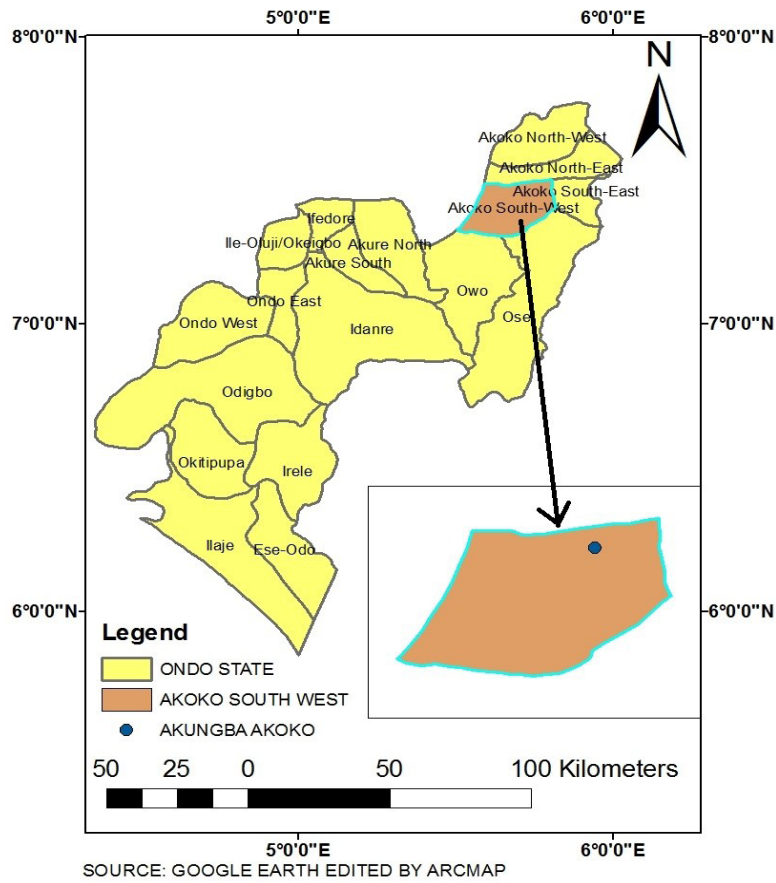 5°0'0"E 6°0'0"E
8°0'0"N 8°0'0"N
N
Akoko North-West
Akoko North-East
Akoko South-East
Akoko South-West
Ifedore
Ile-Oluji/Okeigbo Akure North
Akure South
Owo
Ondo East
Ose
7°0'0"N Ondo West Idanre 7°0'0"N
Odigbo
Okitipupa
Irele
Ilaje Ese-Odo
6°0'0"N 6°0'0"N
Legend
ONDO STATE
AKOKO SOUTH WEST
AKUNGBA AKOKO
50 25 0 50 100 Kilometers
5°0'0"E 6°0'0"E
SOURCE: GOOGLE EARTH EDITED BY ARCMAP